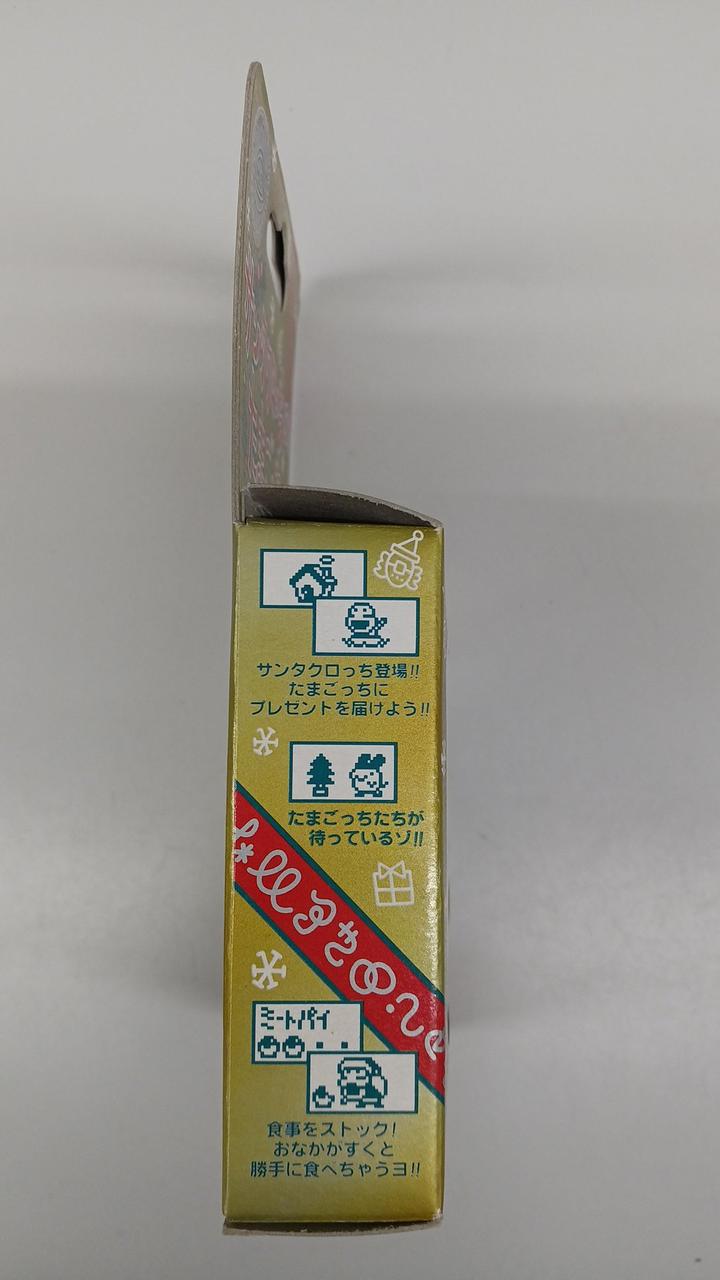 サンタクロっち登場!!
たまごっちに
プレゼントを届けよう!!
たまごっちたちが
待っているゾ!!
ミートパイ
食事をストック!
おなかがすくと
勝手に食べちゃうヨ!!